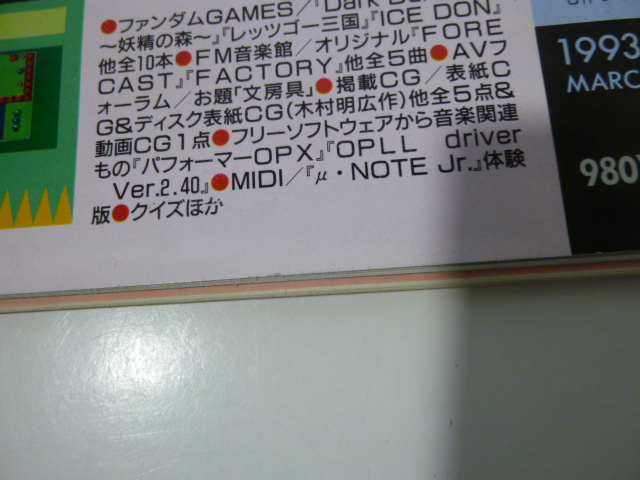 ●ファンダムGAMES/『Dark
～妖精の森～』『レッツゴー三国』『ICE DON』
他全10本●FM音楽館/オリジナル『FORE
CAST』『FACTORY』他全5曲●AVフ
ォーラム/お題「文房具」●掲載CG/表紙C
G&ディスク表紙CG(木村明広作)他全5点&
動画CG1点●フリーソフトウェアから音楽関連
もの『パフォーマーOPX』『OPLL driver
Ver.2.40』●MIDI/『μ・NOTE Jr.』体験
版●クイズほか
1993
MARC
980